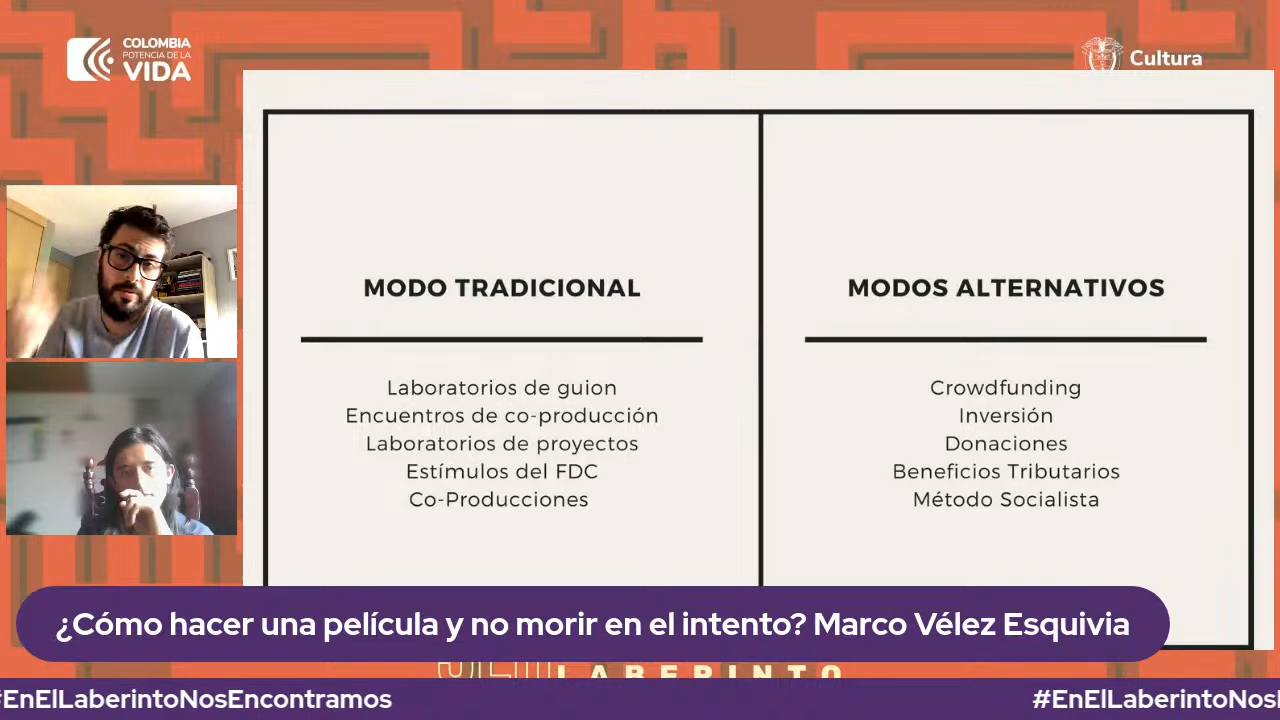 COLOMBIA
POTENCIA DE LA
VIDA
Cultura
MODO TRADICIONAL
Laboratorios de guion
Encuentros de co-producción
Laboratorios de proyectos
Estímulos del FDC
Co-Producciones
MODOS ALTERNATIVOS
Crowdfunding
Inversión
Donaciones
Beneficios Tributarios
Método Socialista
¿Cómo hacer una película y no morir en el intento? Marco Vélez Esquivia
LABERINTO
#EnElLaberintoNosEncontramos
#EnElLaberintoNosE